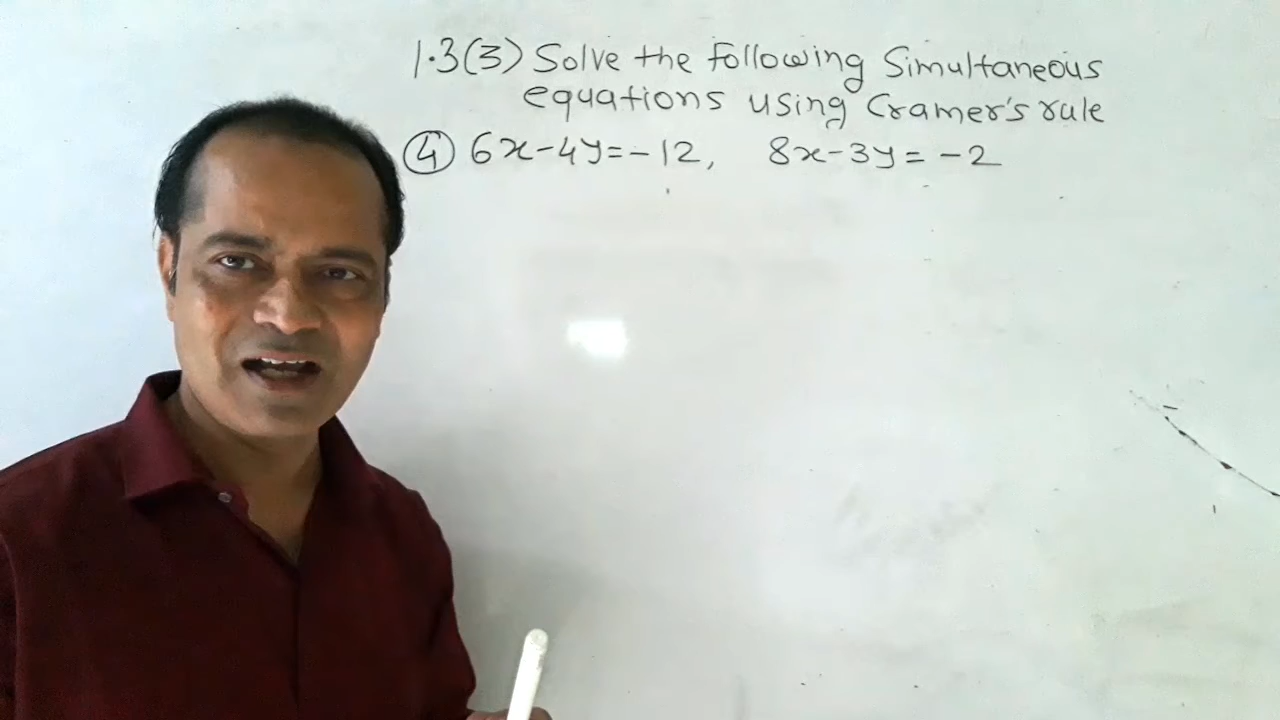 1.3(3) Solve the following Simultaneous
equations using Cramer's rule
④ 6x-4y=-12, 8x-3y=-2